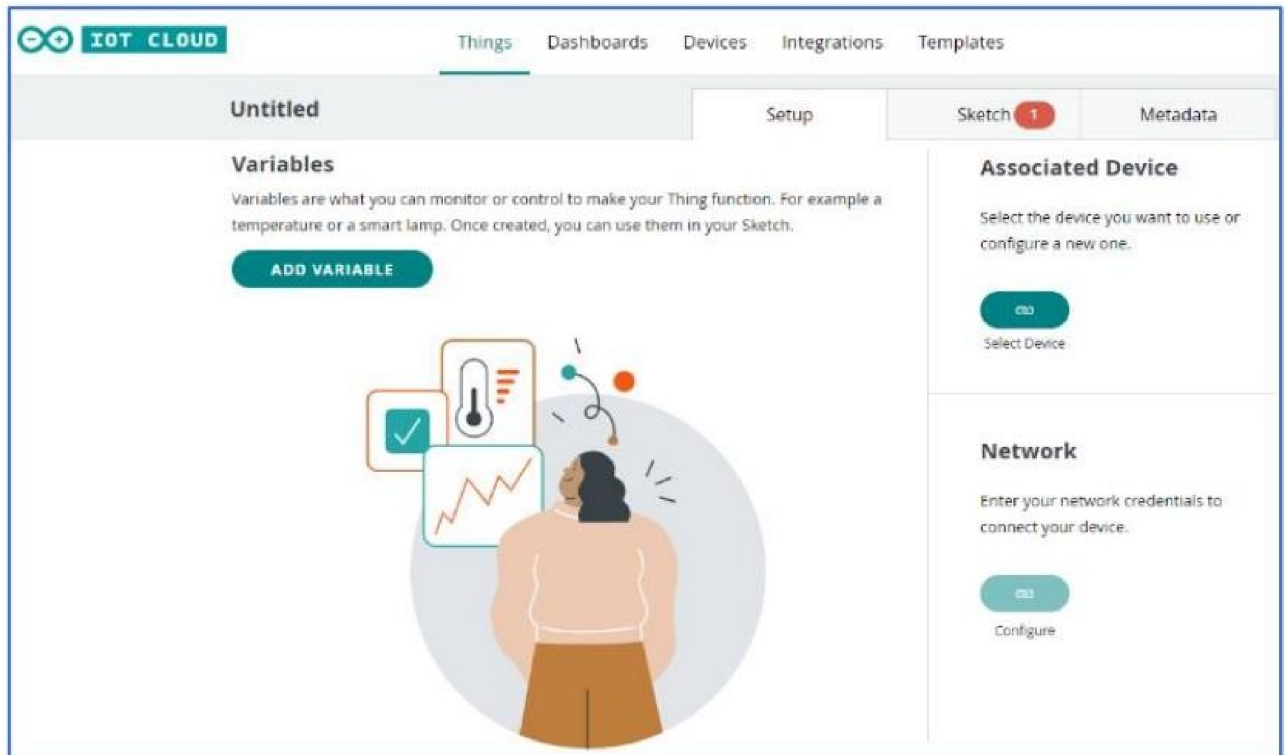 IOT CLOUD
Things Dashboards Devices Integrations Templates
Untitled
Setup
Sketch 1
Metadata
Variables
Variables are what you can monitor or control to make your Thing function. For example a
temperature or a smart lamp. Once created, you can use them in your Sketch.
ADD VARIABLE
Associated Device
Select the device you want to use or
configure a new one.
Select Device
Network
Enter your network credentials to
connect your device.
Configure